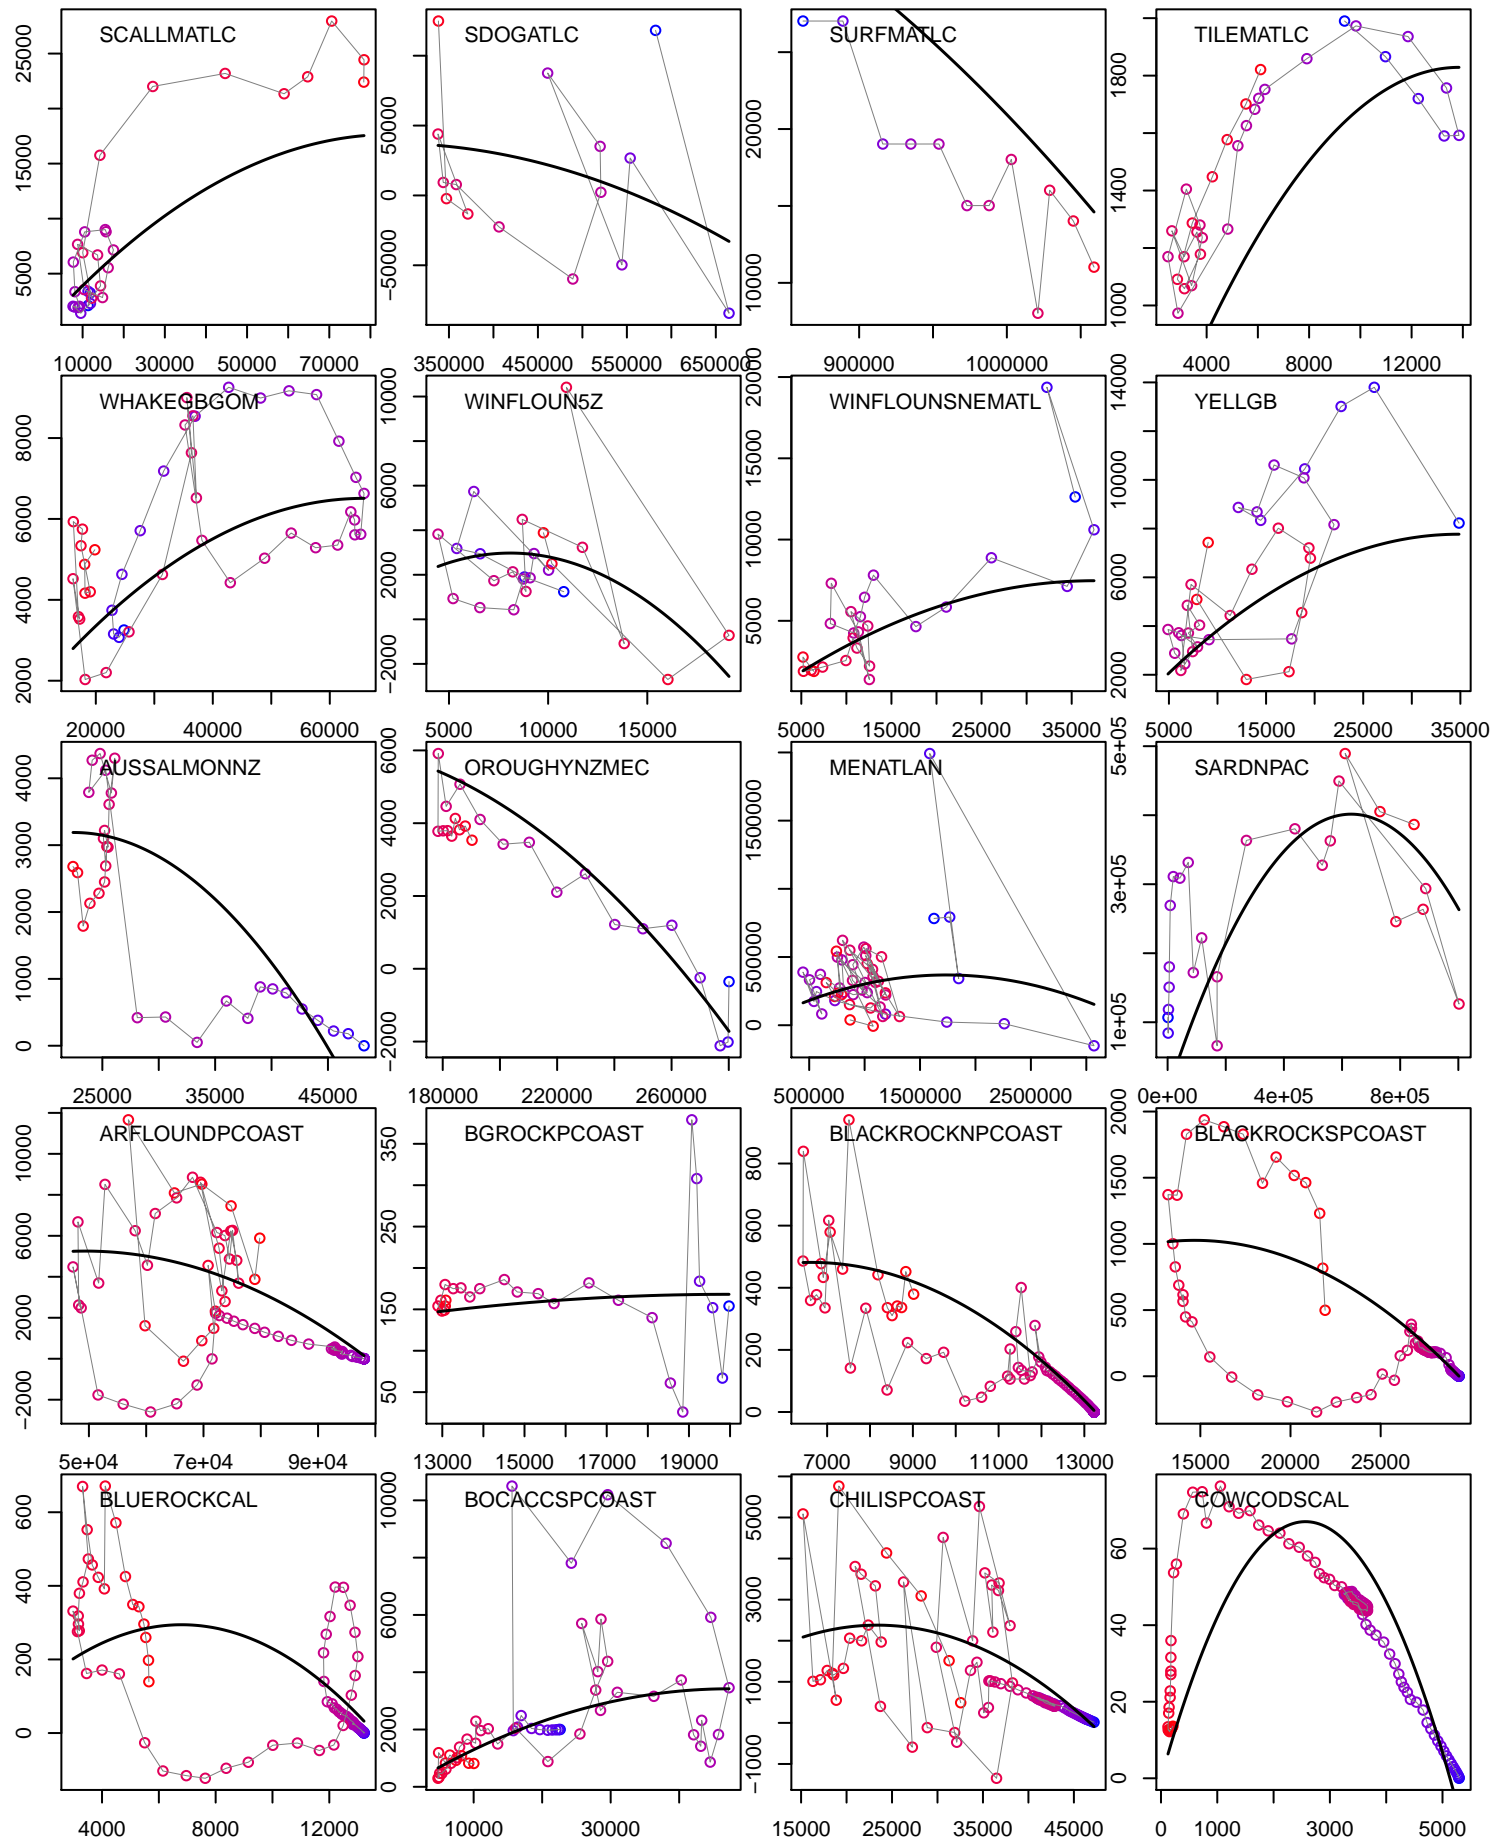 SCALLMATLC SDOGATLC SURFMATLC TILEMATLC
5000 15000 25000
−50000 0 50000
10000 20000
1000 1400 1800
10000 30000 50000 70000
350000 450000 550000 650000
900000 1000000
4000 8000 12000
WHAKEGBGOM WINFLOUN5Z WINFLOUNSNEMATL YELLGB
2000 4000 6000 8000
−2000 2000 6000 10000
5000 10000 15000 20000
2000 6000 10000 14000
20000 40000 60000
5000 10000 15000
5000 15000 25000 35000
5000 15000 25000 35000
AUSSALMONNZ OROUGHYNZMEC MENATLAN SARDNPAC
0 1000 2000 3000 4000
−2000 0 2000 4000 6000
0 500000 1500000
1e+05 3e+05 5e+05
25000 35000 45000
180000 220000 260000
5000000 15000000 25000000
0e+00 4e+05 8e+05
ARFLOUNDPCOAST BGROCKPCOAST BLACKROCKNPCOAST BLACKROCKSPCOAST
−2000 2000 6000 10000
50 150 250 350
0 200 400 600 800
0 500 1000 1500 2000
5e+04 7e+04 9e+04
13000 15000 17000 19000
7000 9000 11000 13000
15000 20000 25000
BLUEROCKCAL BOCACCSPCOAST CHILISPCOAST COWCODSCAL
0 200 400 600
0 2000 6000 10000
−1000 1000 3000 5000
0 20 40 60
4000 8000 12000
10000 20000 30000 40000
15000 25000 35000 45000
0 1000 3000 5000